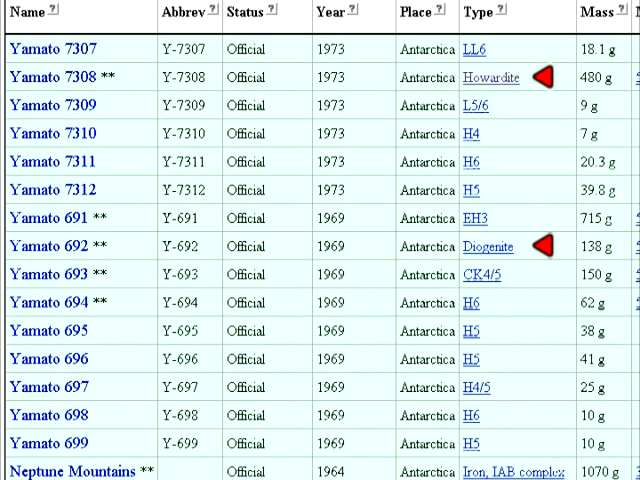 Name ? Abbrev ? Status ? Year ? Place ? Type ? Mass ?
Yamato 7307 Y-7307 Official 1973 Antarctica LL6 18.1 g
Yamato 7308 ** Y-7308 Official 1973 Antarctica Howardite 480 g
Yamato 7309 Y-7309 Official 1973 Antarctica L5/6 9 g
Yamato 7310 Y-7310 Official 1973 Antarctica H4 7 g
Yamato 7311 Y-7311 Official 1973 Antarctica H6 20.3 g
Yamato 7312 Y-7312 Official 1973 Antarctica H5 39.8 g
Yamato 691 ** Y-691 Official 1969 Antarctica EH3 715 g
Yamato 692 ** Y-692 Official 1969 Antarctica Diogenite 138 g
Yamato 693 ** Y-693 Official 1969 Antarctica CK4/5 150 g
Yamato 694 ** Y-694 Official 1969 Antarctica H6 62 g
Yamato 695 Y-695 Official 1969 Antarctica H5 38 g
Yamato 696 Y-696 Official 1969 Antarctica H5 41 g
Yamato 697 Y-697 Official 1969 Antarctica H4/5 25 g
Yamato 698 Y-698 Official 1969 Antarctica H6 10 g
Yamato 699 Y-699 Official 1969 Antarctica H5 10 g
Neptune Mountains ** Official 1964 Antarctica Iron, IAB complex 1070 g